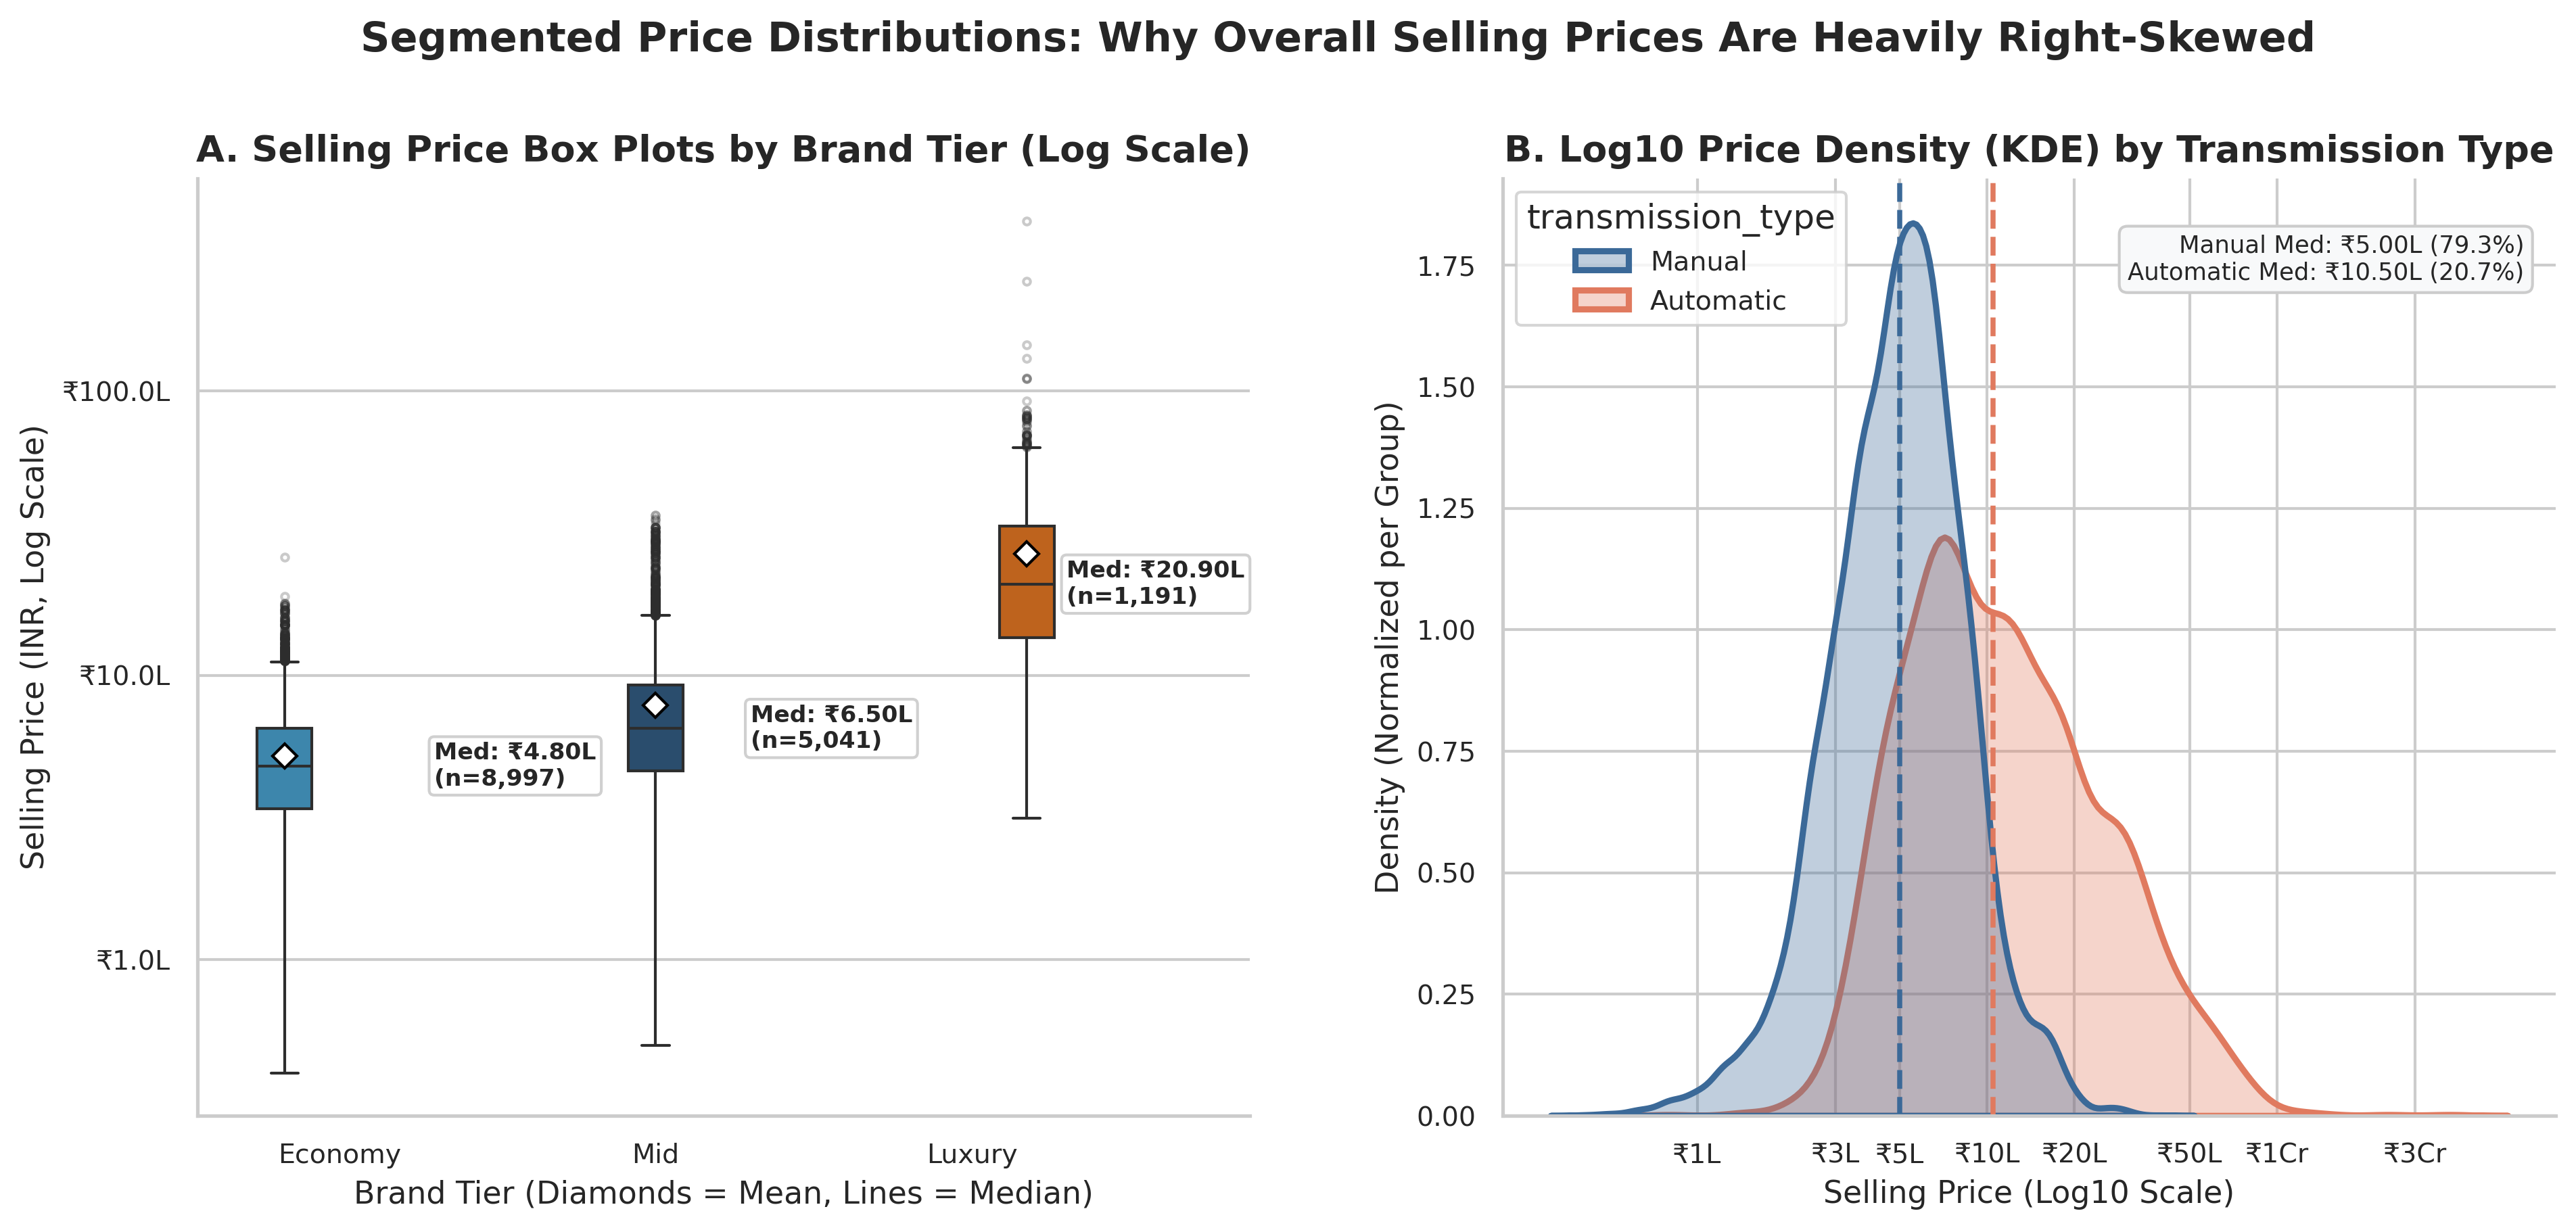 Segmented Price Distributions: Why Overall Selling Prices Are Heavily Right-Skewed
A. Selling Price Box Plots by Brand Tier (Log Scale)
Selling Price (INR, Log Scale)
₹100.0L
₹10.0L
₹1.0L
Med: ₹4.80L
(n=8,997)
Med: ₹6.50L
(n=5,041)
Med: ₹20.90L
(n=1,191)
Economy
Mid
Luxury
Brand Tier (Diamonds = Mean, Lines = Median)
B. Log10 Price Density (KDE) by Transmission Type
transmission_type
Manual
Automatic
Manual Med: ₹5.00L (79.3%)
Automatic Med: ₹10.50L (20.7%)
Density (Normalized per Group)
1.75
1.50
1.25
1.00
0.75
0.50
0.25
0.00
₹1L
₹3L
₹5L
₹10L
₹20L
₹50L
₹1Cr
₹3Cr
Selling Price (Log10 Scale)